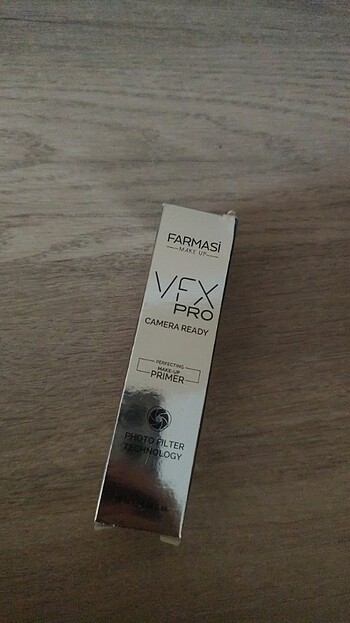 FARMASİ
MAKE UP
VFX
PRO
CAMERA READY
PERFECTING
MAKE-UP
PRIMER
PHOTO FILTER
TECHNOLOGY